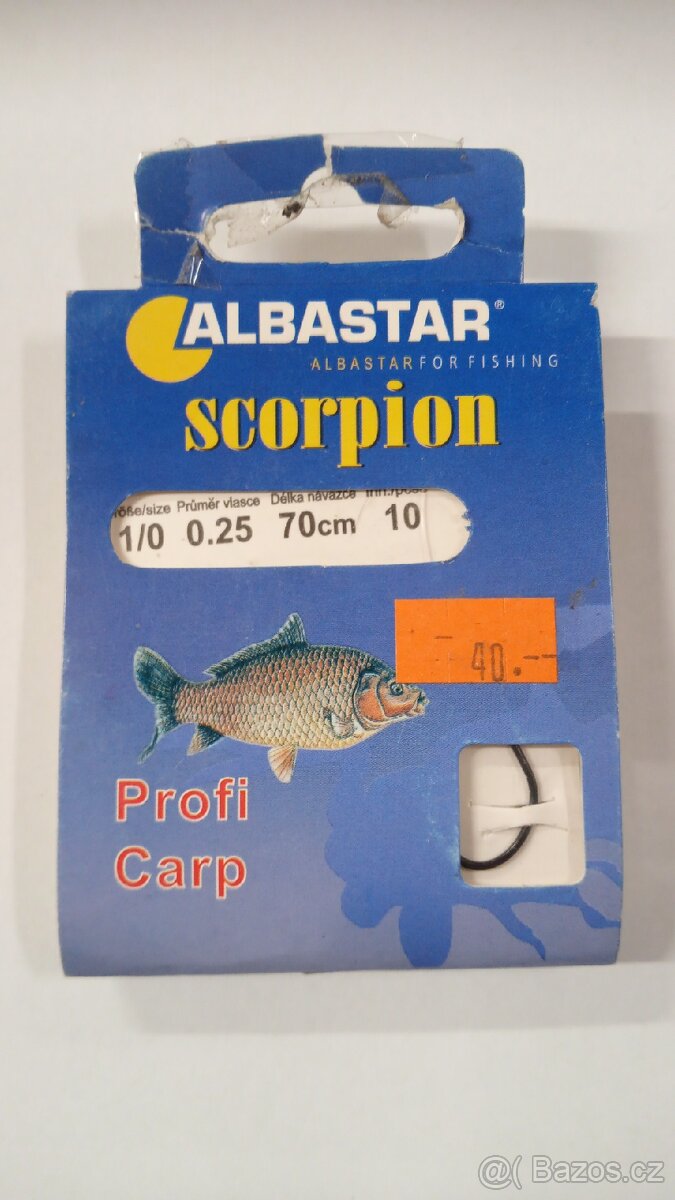 ALBASTAR®
ALBASTAR FOR FISHING
scorpion
röße/size Průměr vlasce Délka návazce
1/0 0.25 70cm 10
40.--
Profi
Carp
@( Bazos.cz